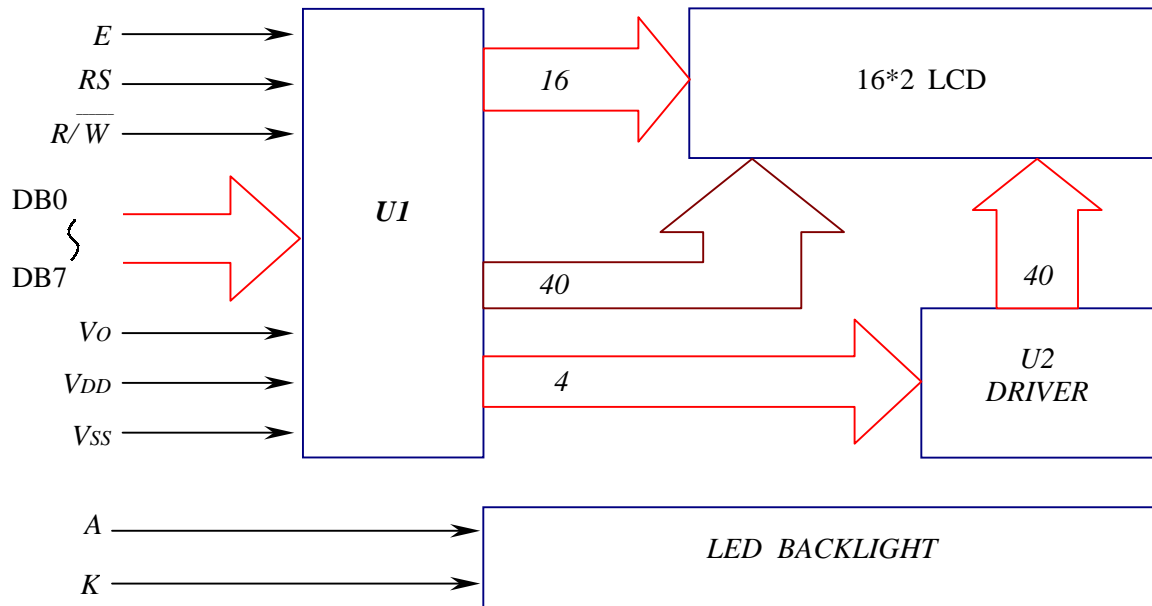 E
RS
R/W̅
DB0
DB7
VO
VDD
VSS
A
K
U1
16
40
4
16*2 LCD
40
U2
DRIVER
LED BACKLIGHT